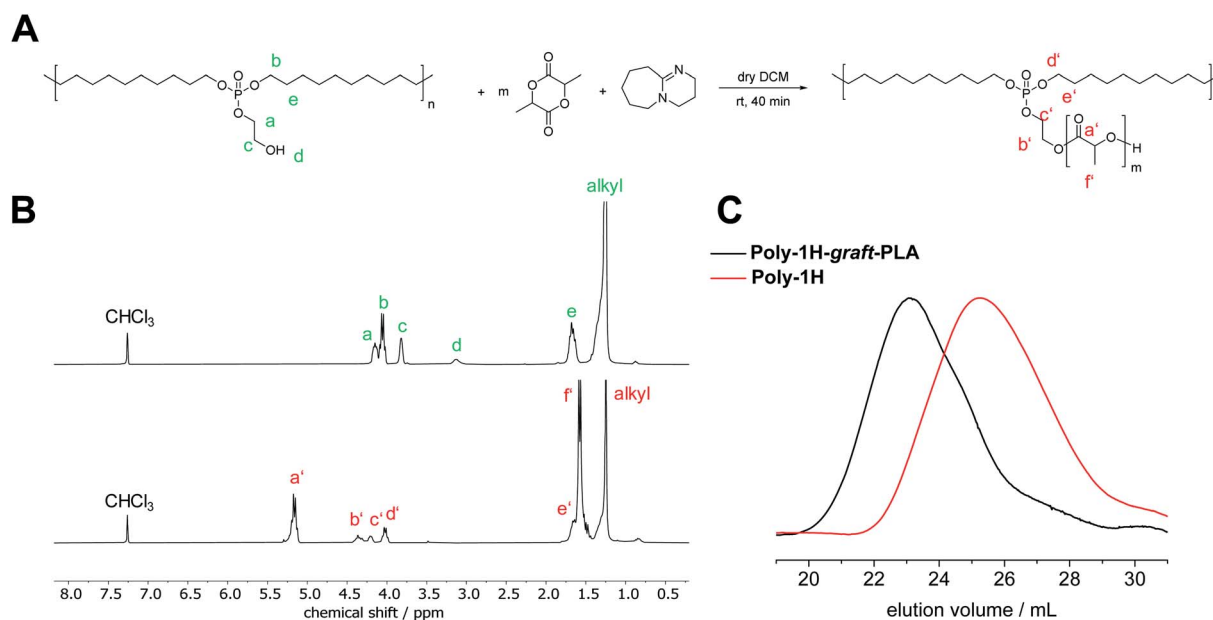 A
b
e
a
c
d
O
O
P
O
O
OH
n
+ m
O
O
O
O
+
N
N
dry DCM
rt, 40 min
d'
e'
c'
b'
a'
f'
O
O
P
O
O
O
O
O
H
n
m
B
alkyl
CHCl3
a
b
c
d
e
CHCl3
a'
b'
c'
d'
e'
f'
alkyl
8.0 7.5 7.0 6.5 6.0 5.5 5.0 4.5 4.0 3.5 3.0 2.5 2.0 1.5 1.0 0.5
chemical shift / ppm
C
Poly-1H-graft-PLA
Poly-1H
20 22 24 26 28 30
elution volume / mL